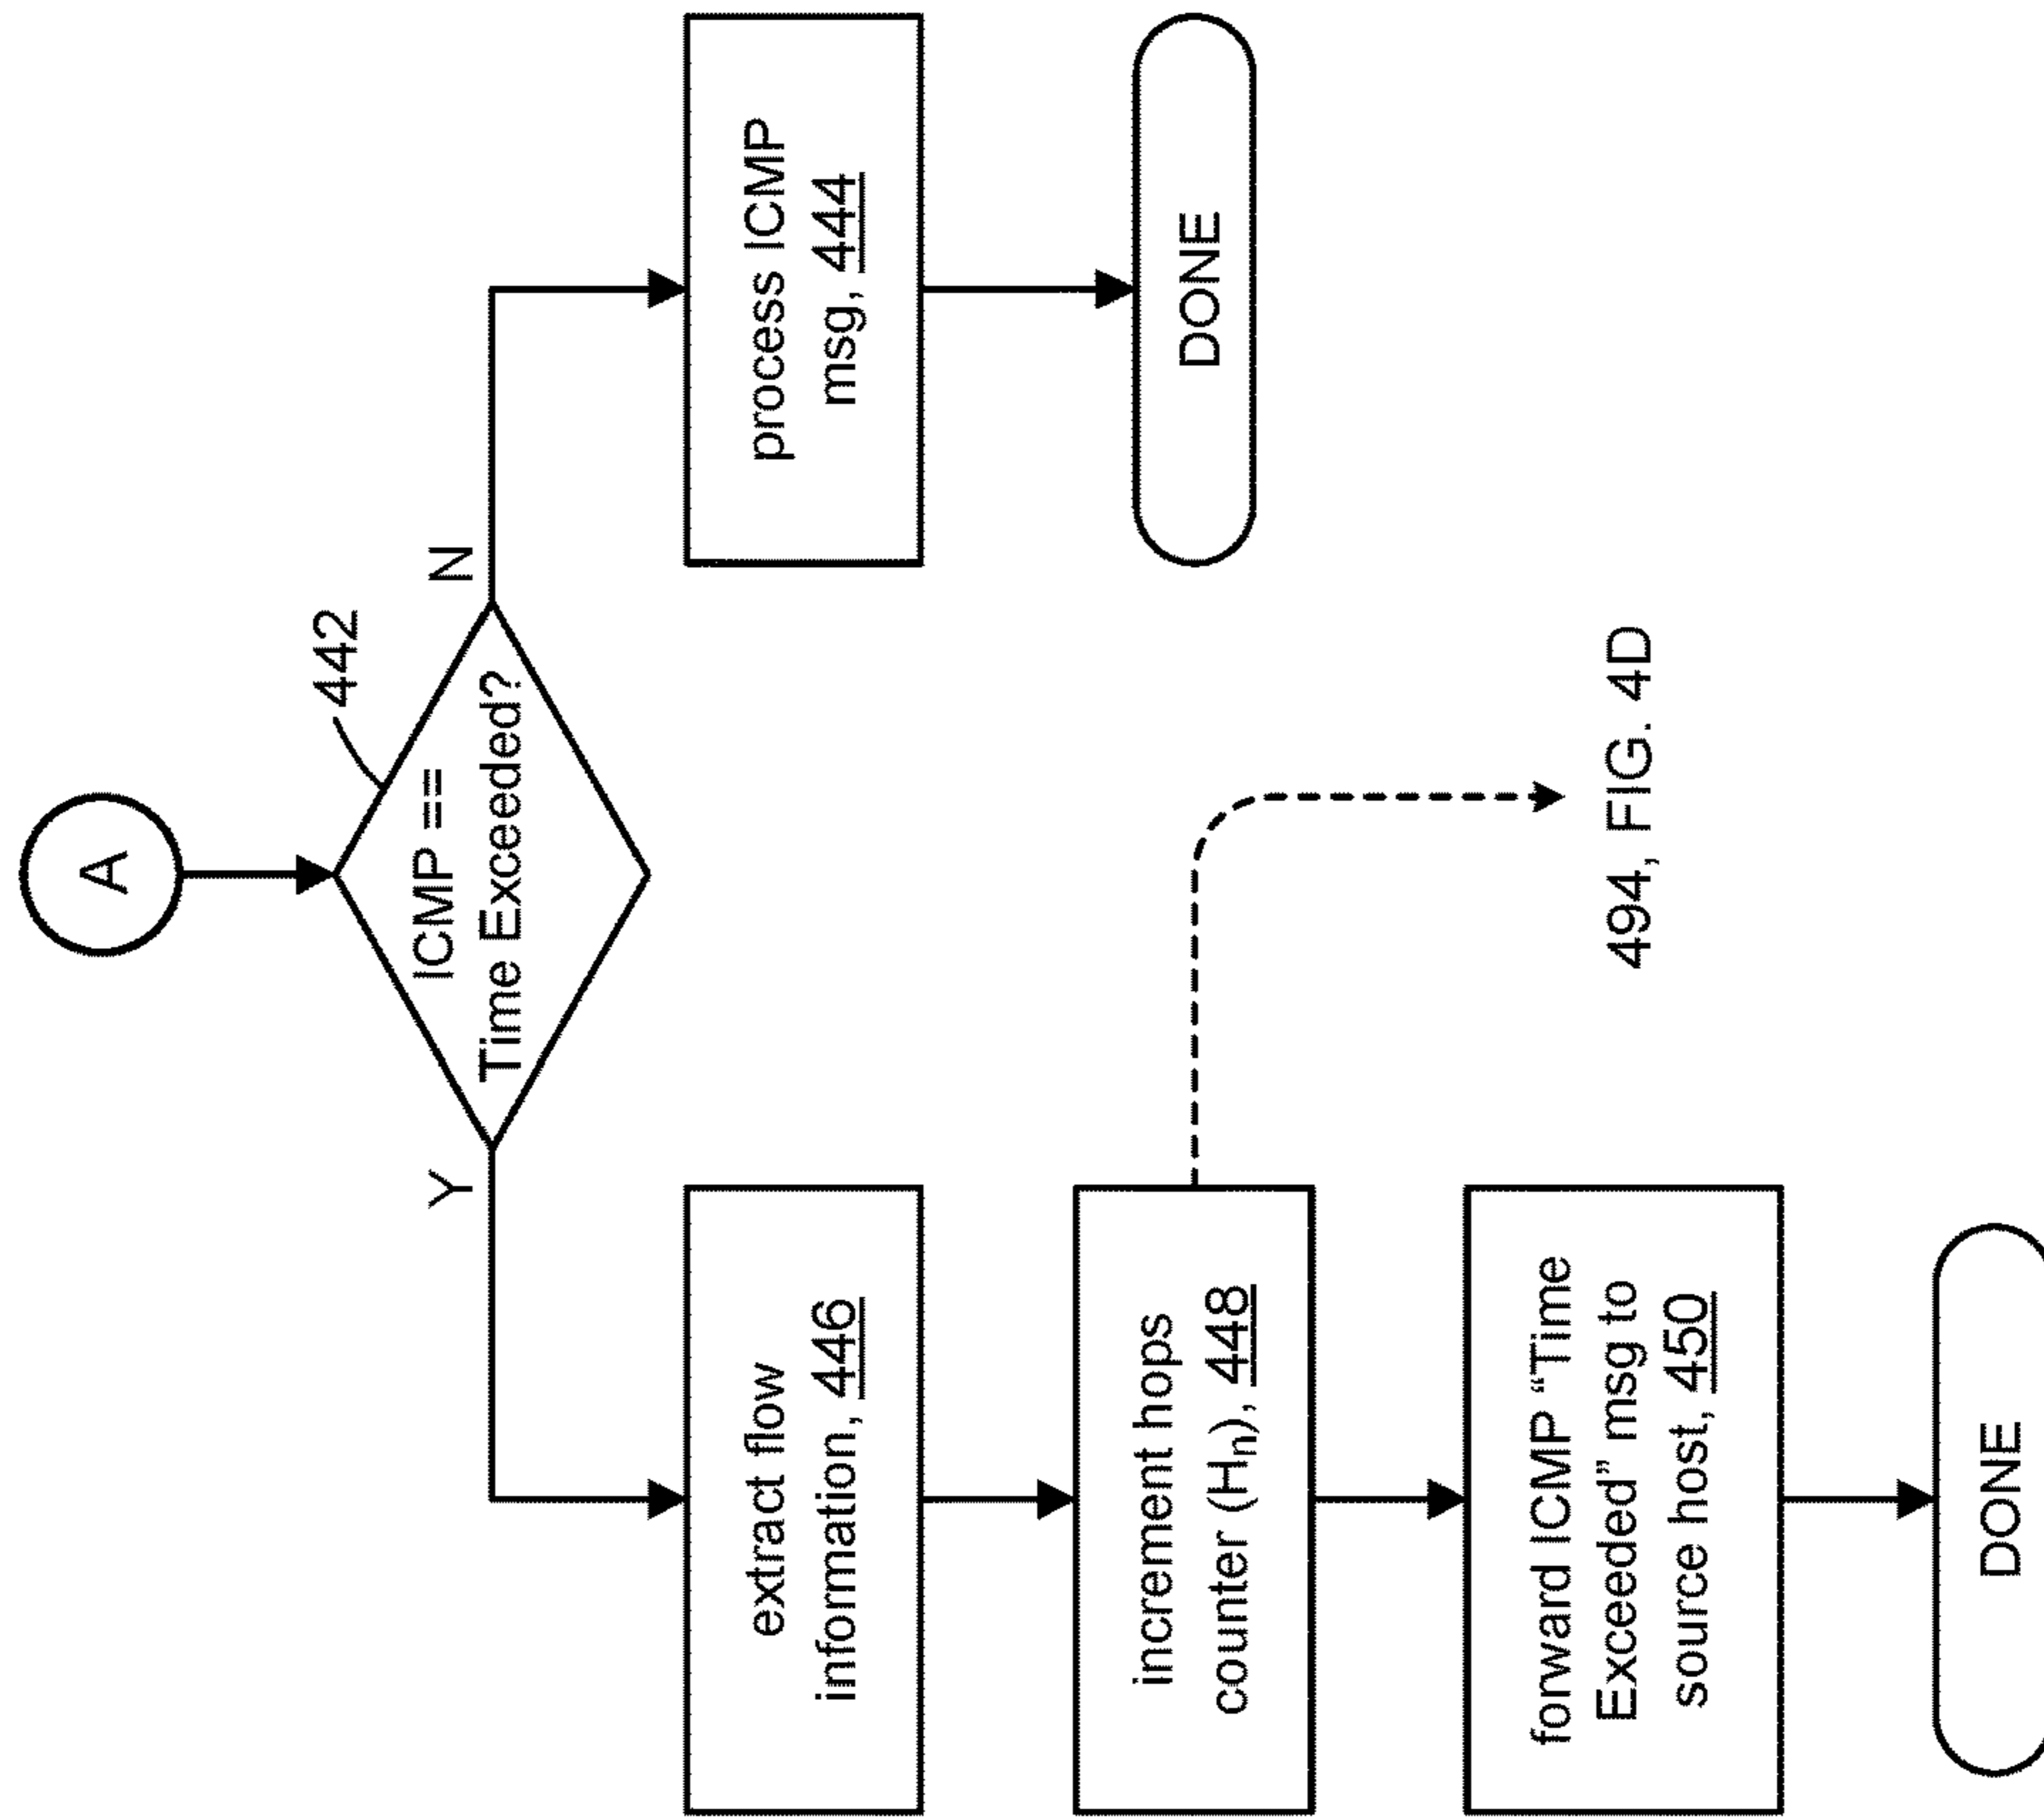 A
442
ICMP ==
Time Exceeded?
Y
N
extract flow
information, 446
process ICMP
msg, 444
increment hops
counter (Hn), 448
DONE
forward ICMP “Time
Exceeded” msg to
source host, 450
494, FIG. 4D
DONE